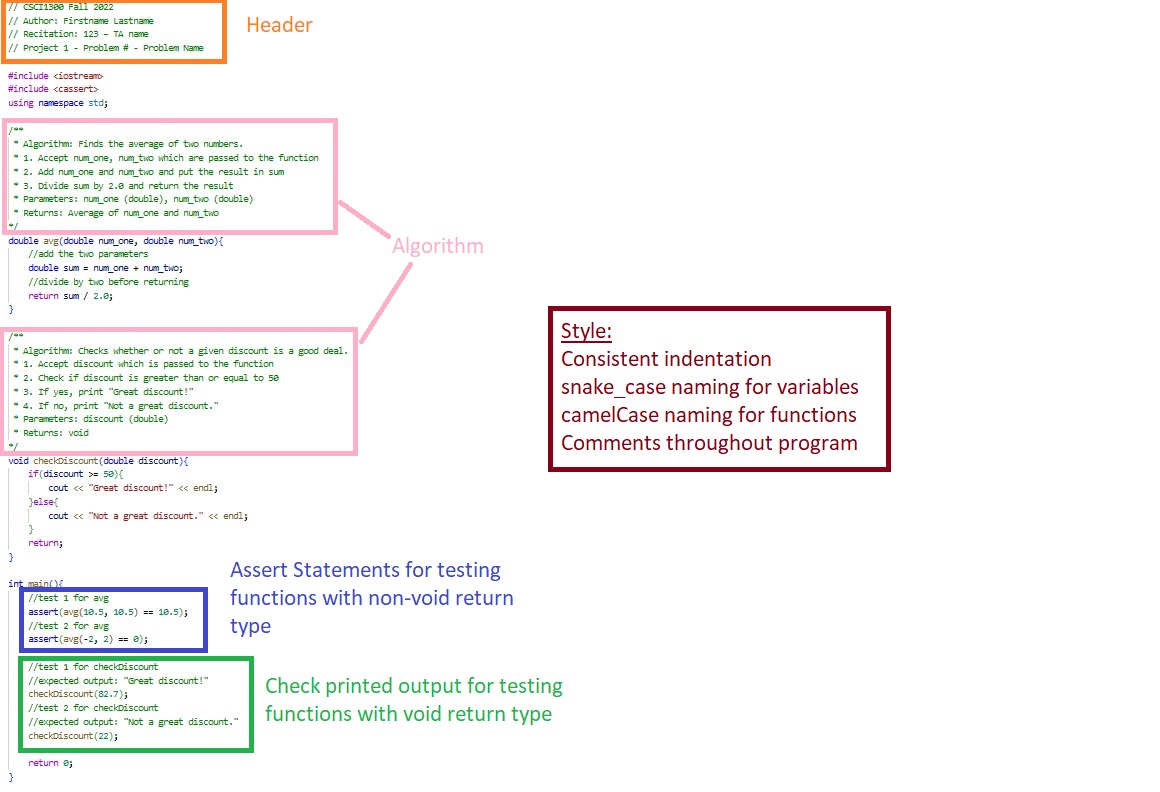 // CSCI1300 Fall 2022
// Author: Firstname Lastname
// Recitation: 123 – TA name
// Project 1 - Problem # - Problem Name
Header
#include <iostream>
#include <cassert>
using namespace std;
/**
* Algorithm: Finds the average of two numbers.
* 1. Accept num_one, num_two which are passed to the function
* 2. Add num_one and num_two and put the result in sum
* 3. Divide sum by 2.0 and return the result
* Parameters: num_one (double), num_two (double)
* Returns: Average of num_one and num_two
*/
Algorithm
double avg(double num_one, double num_two){
//add the two parameters
double sum = num_one + num_two;
//divide by two before returning
return sum / 2.0;
}
/**
* Algorithm: Checks whether or not a given discount is a good deal.
* 1. Accept discount which is passed to the function
* 2. Check if discount is greater than or equal to 50
* 3. If yes, print "Great discount!"
* 4. If no, print "Not a great discount."
* Parameters: discount (double)
* Returns: void
*/
void checkDiscount(double discount){
if(discount >= 50){
cout << "Great discount!" << endl;
}else{
cout << "Not a great discount." << endl;
}
return;
}
Style:
Consistent indentation
snake_case naming for variables
camelCase naming for functions
Comments throughout program
int main(){
//test 1 for avg
assert(avg(10.5, 10.5) == 10.5);
//test 2 for avg
assert(avg(-2, 2) == 0);
Assert Statements for testing
functions with non-void return
type
//test 1 for checkDiscount
//expected output: "Great discount!"
checkDiscount(82.7);
//test 2 for checkDiscount
//expected output: "Not a great discount."
checkDiscount(22);
Check printed output for testing
functions with void return type
return 0;
}